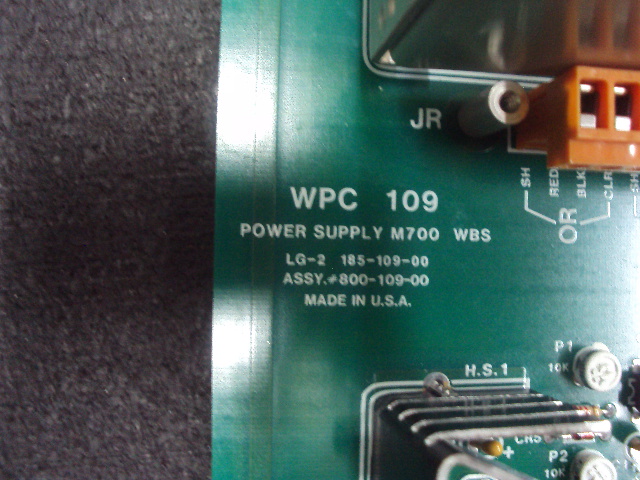 JR
SH
RED
BLK
CLR
OR
WPC 109
POWER SUPPLY M700 WBS
LG-2 185-109-00
ASSY.#800-109-00
MADE IN U.S.A.
P1
10K
H.S.1
CR5
+
P2
10K